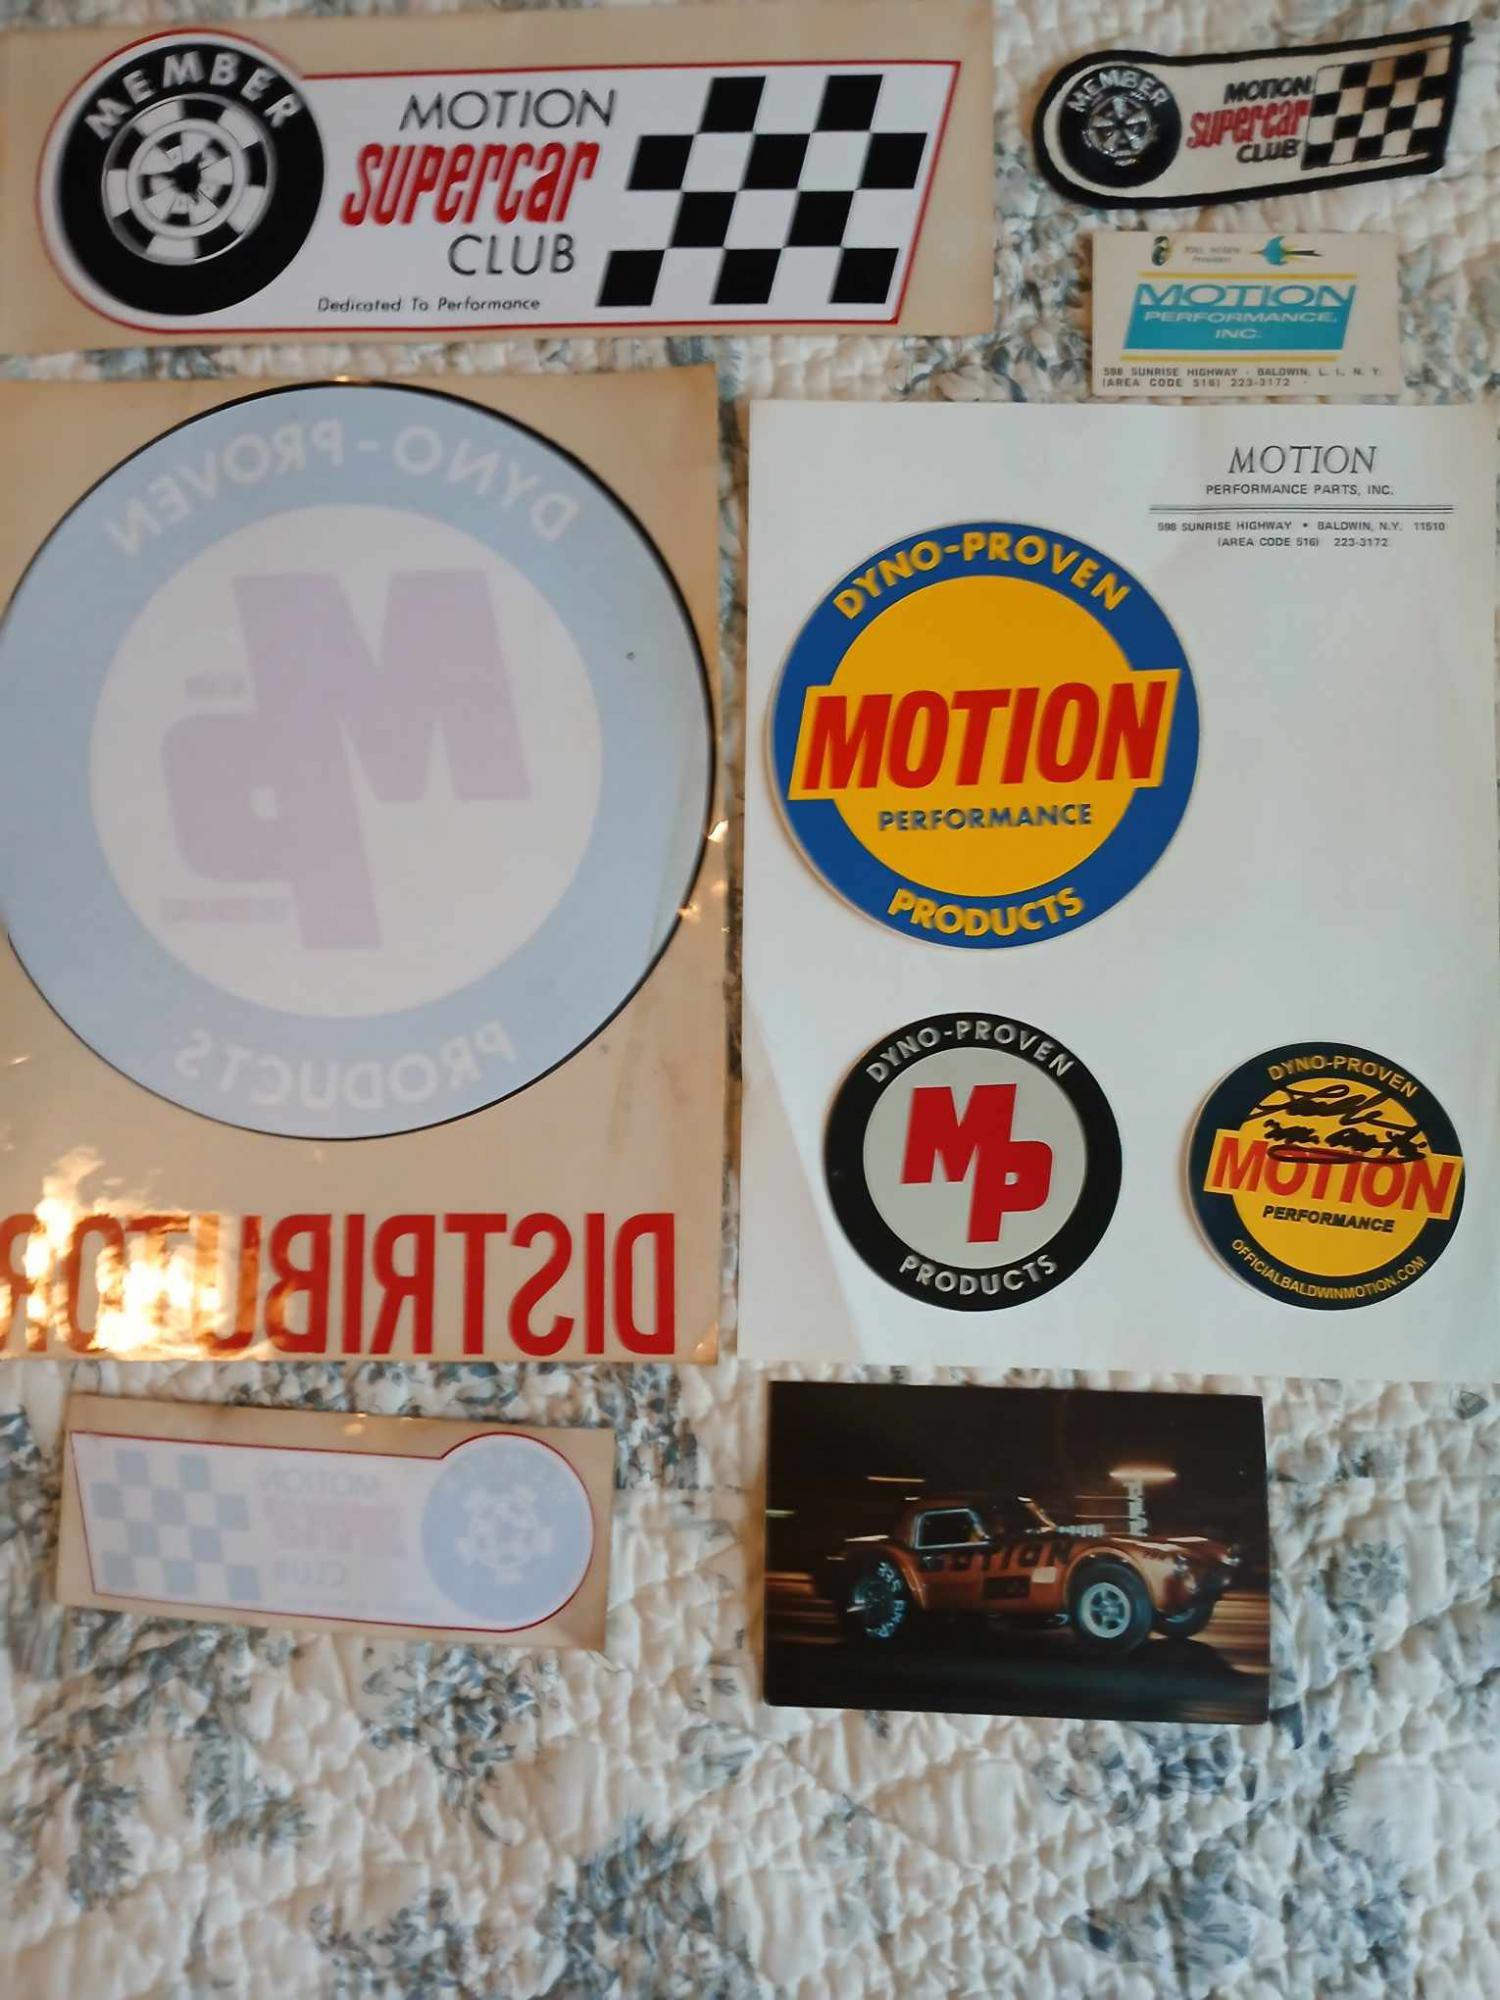 MEMBER
MOTION
supercar
CLUB
Dedicated To Performance
MEMBER
MOTION
supercar
CLUB
President
MOTION
PERFORMANCE,
INC.
598 SUNRISE HIGHWAY · BALDWIN, L. I., N. Y.
(AREA CODE 516) 223-3172
DYNO-PROVEN
MP
PRODUCTS
DISTRIBUTOR
MOTION
PERFORMANCE PARTS, INC.
598 SUNRISE HIGHWAY • BALDWIN, N.Y. 11510
(AREA CODE 516) 223-3172
DYNO-PROVEN
MOTION
PERFORMANCE
PRODUCTS
DYNO-PROVEN
MP
PRODUCTS
DYNO-PROVEN
MOTION
PERFORMANCE
OFFICIALBALDWINMOTION.COM
MOTION
CLUB
MOTION